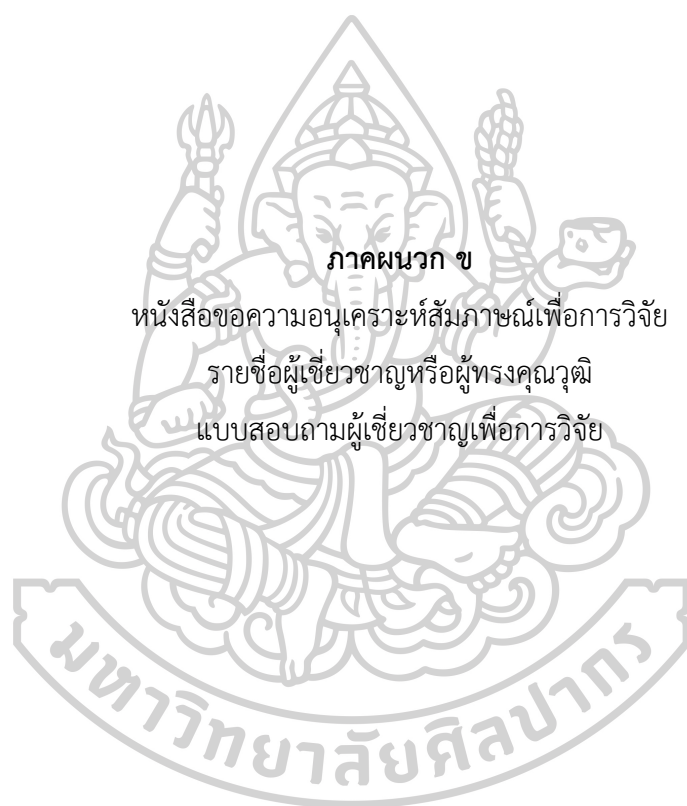 ภาคผนวก ข
หนังสือขอความอนุเคราะห์สัมภาษณ์เพื่อการวิจัย
รายชื่อผู้เชี่ยวชาญหรือผู้ทรงคุณวุฒิ
แบบสอบถามผู้เชี่ยวชาญเพื่อการวิจัย
มหาวิทยาลัยศิลปากร